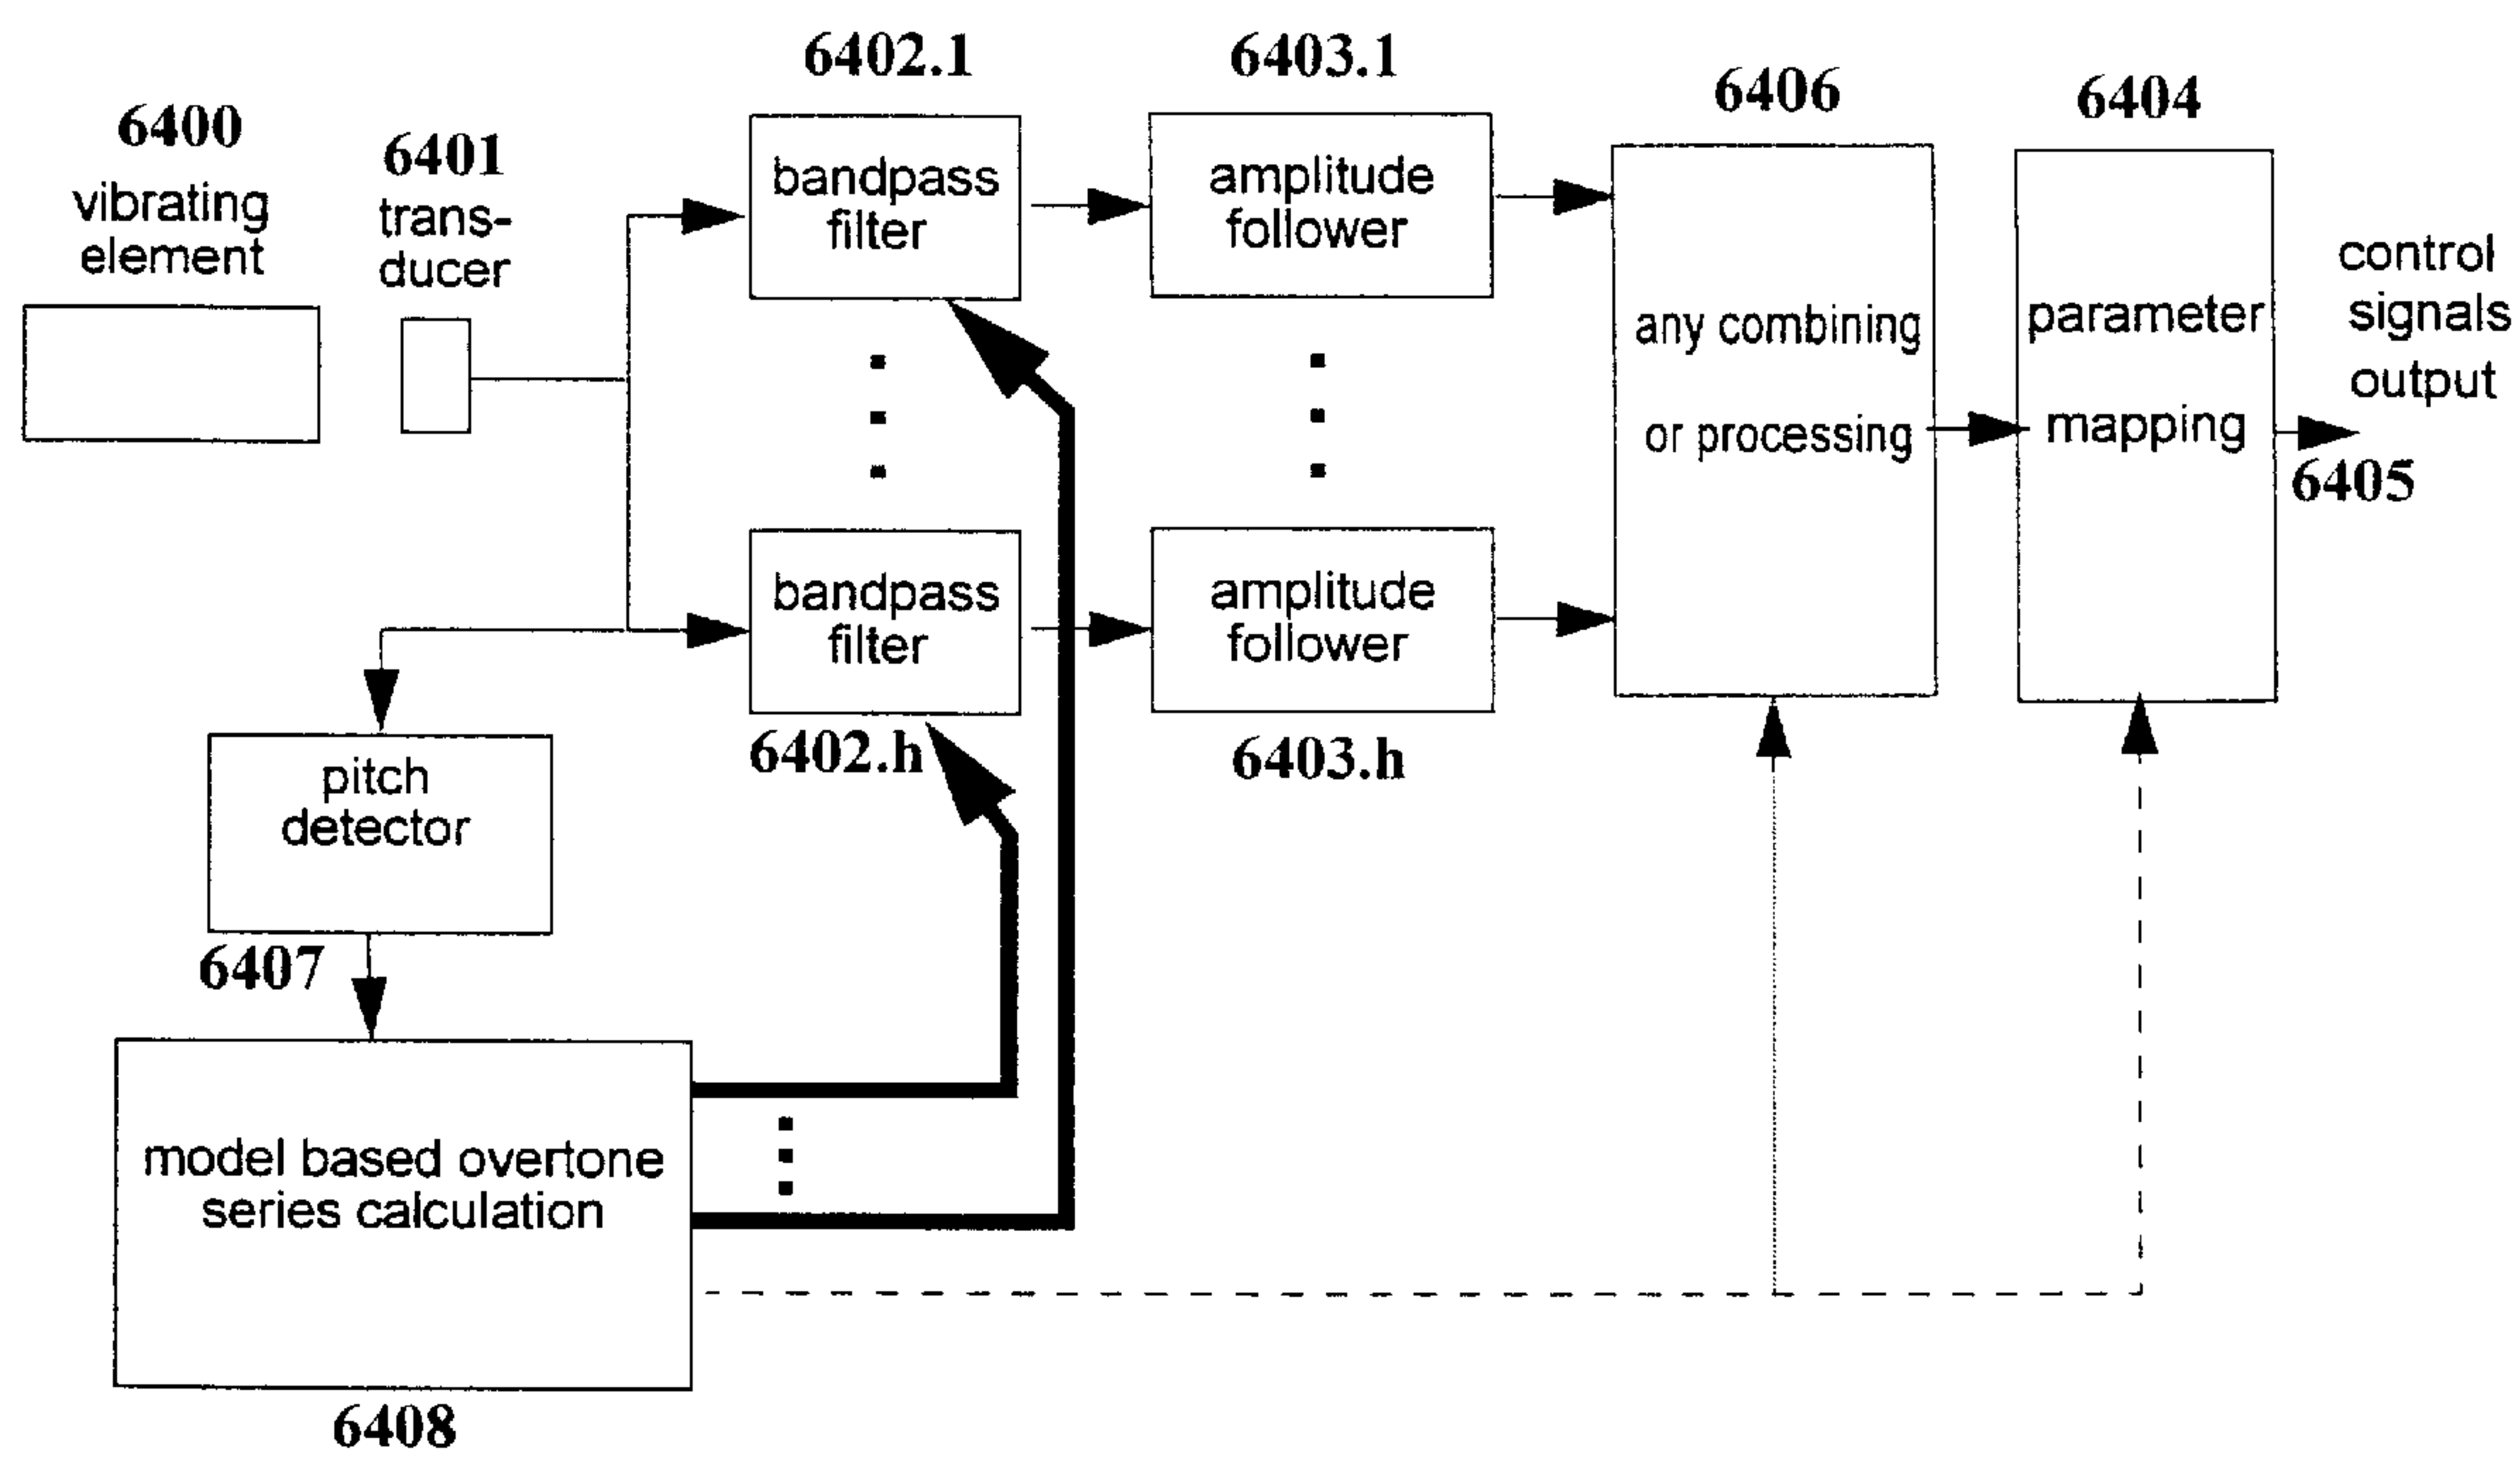 6400
vibrating
element
6401
trans-
ducer
6402.1
bandpass
filter
6403.1
amplitude
follower
6406
any combining
or processing
6404
parameter
mapping
control
signals
output
6405
bandpass
filter
6402.h
amplitude
follower
6403.h
pitch
detector
6407
model based overtone
series calculation
6408